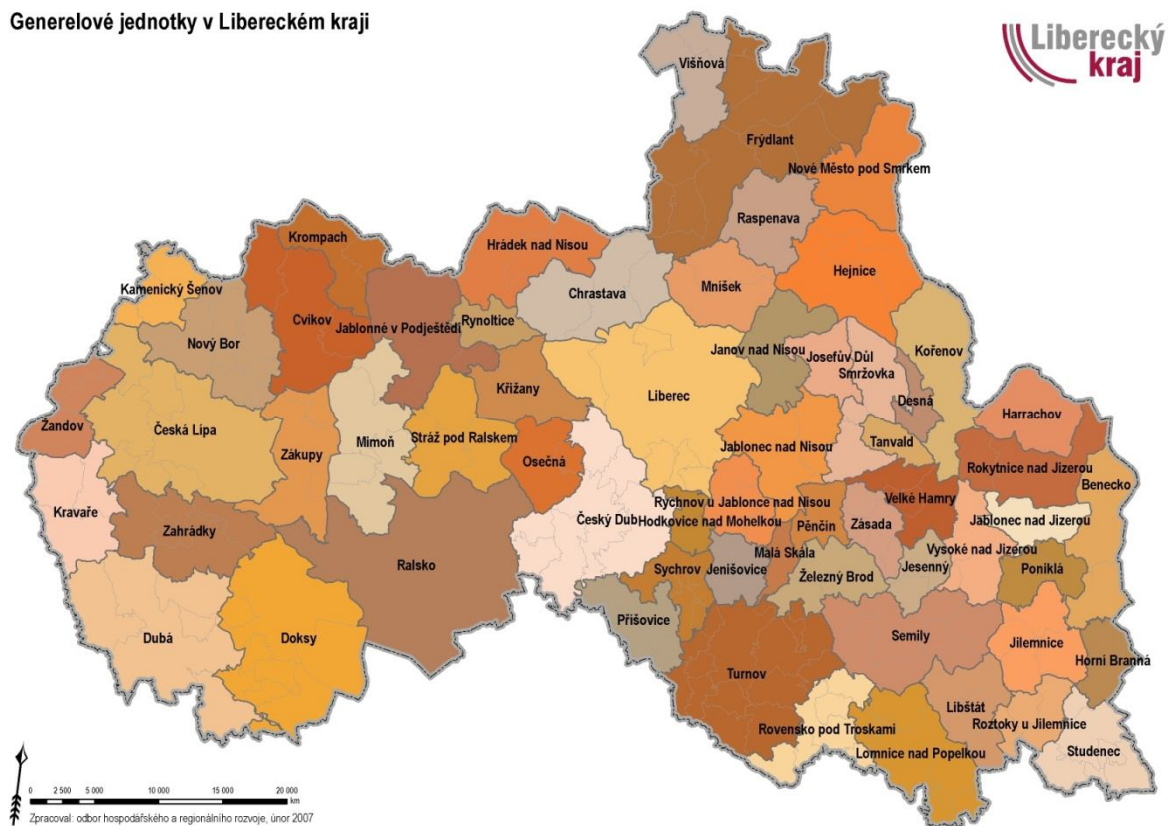 Generelové jednotky v Libereckém kraji
Liberecký
kraj
Višňová
Frýdlant
Nové Město pod Smrkem
Raspenava
Krompach
Hrádek nad Nisou
Hejnice
Kamenický Šenov
Chrastava
Mníšek
Cvikov
Jablonné v Podještědí
Rynoltice
Nový Bor
Janov nad Nisou
Josefův Důl
Kořenov
Smržovka
Křižany
Liberec
Desná
Harrachov
Žandov
Česká Lípa
Mimoň
Stráž pod Ralskem
Jablonec nad Nisou
Tanvald
Zákupy
Osečná
Rokytnice nad Jizerou
Benecko
Rychnov u Jablonce nad Nisou
Velké Hamry
Kravaře
Český Dub
Hodkovice nad Mohelkou
Pěnčín
Zásada
Jablonec nad Jizerou
Zahrádky
Malá Skála
Vysoké nad Jizerou
Ralsko
Sychrov
Jenišovice
Železný Brod
Jesenný
Poniklá
Přišovice
Dubá
Doksy
Semily
Jilemnice
Horní Branná
Turnov
Libštát
Rovensko pod Troskami
Roztoky u Jilemnice
Lomnice nad Popelkou
Studenec
0 2 500 5 000 10 000 15 000 20 000
km
Zpracoval: odbor hospodářského a regionálního rozvoje, únor 2007